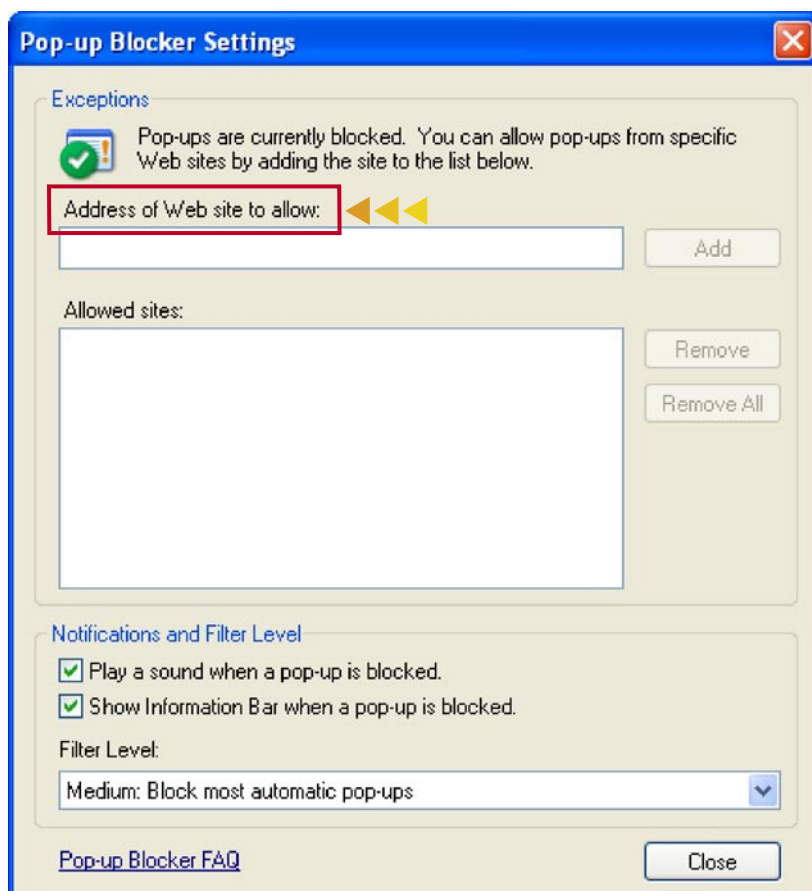 Pop-up Blocker Settings
Exceptions
Pop-ups are currently blocked. You can allow pop-ups from specific
Web sites by adding the site to the list below.
Address of Web site to allow:
Add
Allowed sites:
Remove
Remove All
Notifications and Filter Level
Play a sound when a pop-up is blocked.
Show Information Bar when a pop-up is blocked.
Filter Level:
Medium: Block most automatic pop-ups
Pop-up Blocker FAQ
Close